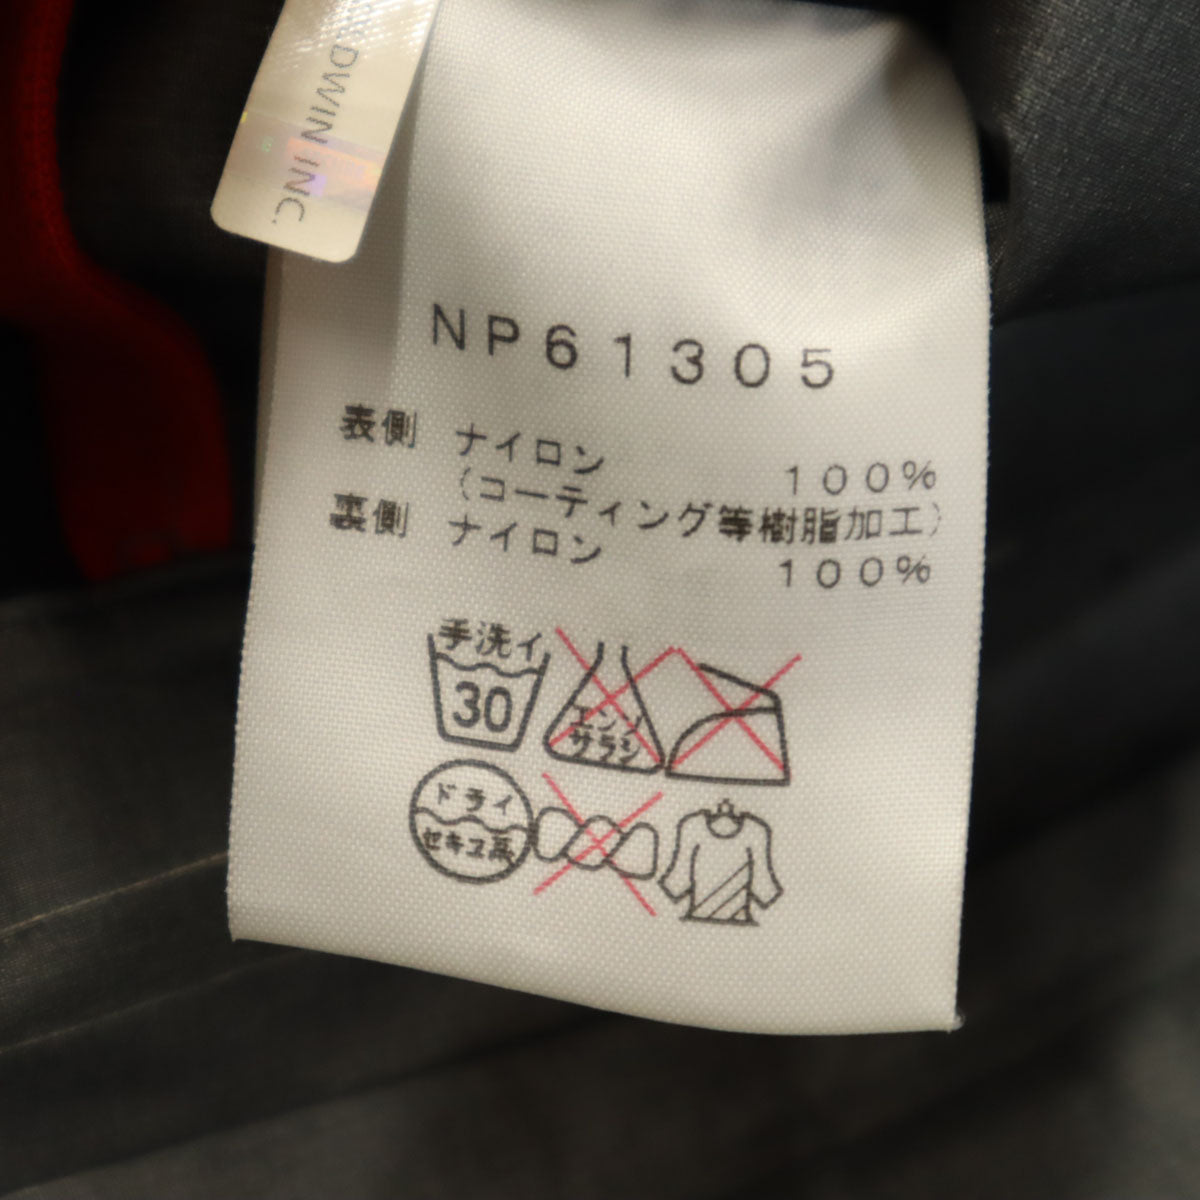 DWIN INC.
NP61305
表側 ナイロン 100%
(コーティング等樹脂加工)
裏側 ナイロン 100%
手洗イ
30
エンソ
サラシ
ドライ
セキユ系